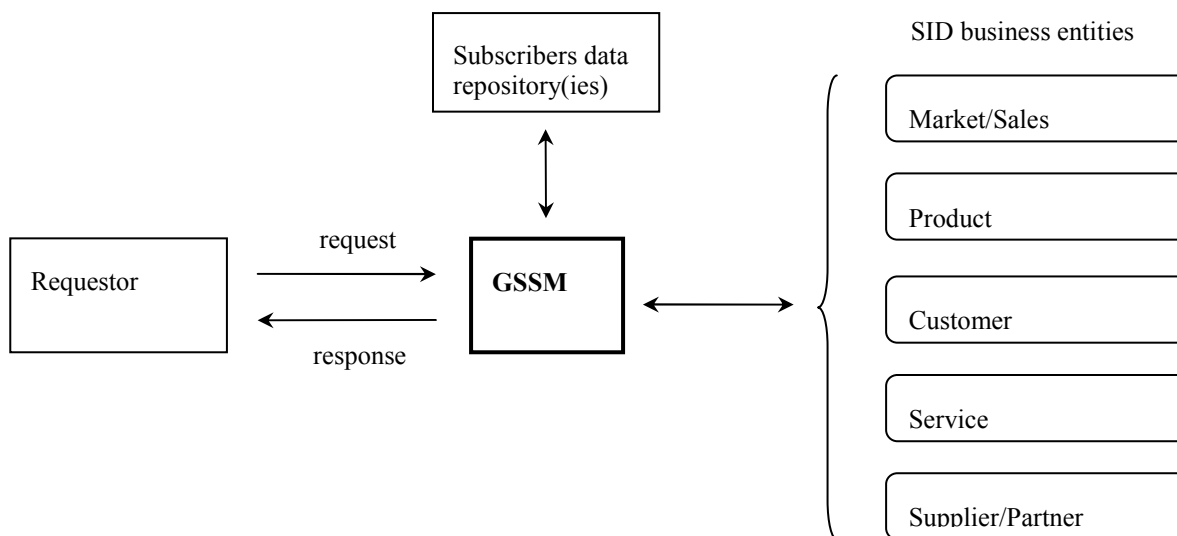 SID business entities
Subscribers data
repository(ies)
Market/Sales
Product
request
Requestor
GSSM
Customer
response
Service
Supplier/Partner